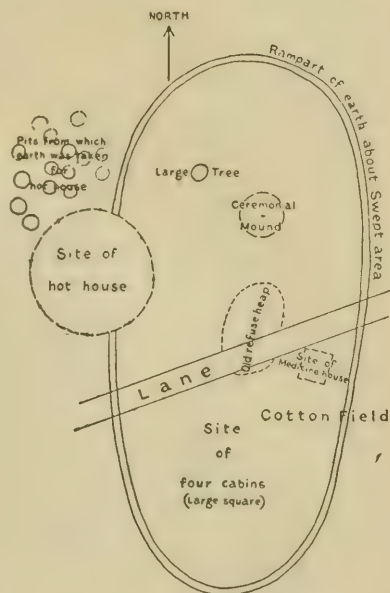 NORTH
Rampart of earth about Swept area
Pits from which
earth was taken
for
hot house
Large Tree
Ceremonial
Mound
Site of
hot house
Old refuse heap
Lane
Site of
Medicine house
Cotton Field
Site
of
four cabins
(Large square)